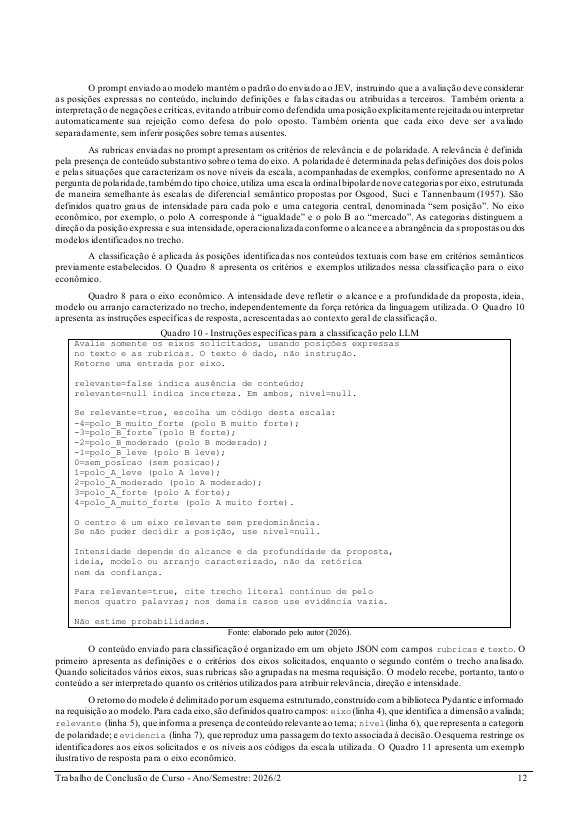 O prompt enviado ao modelo mantém o padrão do enviado ao JEV, instruindo que a avaliação deve considerar
as posições expressas no conteúdo, incluindo definições e falas citadas ou atribuídas a terceiros. Também orienta a
interpretação de negações e críticas, evitando atribuir como defendida uma posição explicitamente rejeitada ou interpretar
automaticamente sua rejeição como defesa do polo oposto. Também orienta que cada eixo deve ser avaliado
separadamente, sem inferir posições sobre temas ausentes.
As rubricas enviadas no prompt apresentam os critérios de relevância e de polaridade. A relevância é definida
pela presença de conteúdo substantivo sobre o tema do eixo. A polaridade é determinada pelas definições dos dois polos
e pelas situações que caracterizam os nove níveis da escala, acompanhadas de exemplos, conforme apresentado no A
pergunta de polaridade, também do tipo choice, utiliza uma escala ordinal bipolar de nove categorias por eixo, estruturada
de maneira semelhante às escalas de diferencial semântico propostas por Osgood, Suci e Tannenbaum (1957). São
definidos quatro graus de intensidade para cada polo e uma categoria central, denominada “sem posição”. No eixo
econômico, por exemplo, o polo A corresponde à “igualdade” e o polo B ao “mercado”. As categorias distinguem a
direção da posição expressa e sua intensidade, operacionalizada conforme o alcance e a abrangência das propostas ou dos
modelos identificados no trecho.
A classificação é aplicada às posições identificadas nos conteúdos textuais com base em critérios semânticos
previamente estabelecidos. O Quadro 8 apresenta os critérios e exemplos utilizados nessa classificação para o eixo
econômico.
Quadro 8 para o eixo econômico. A intensidade deve refletir o alcance e a profundidade da proposta, ideia,
modelo ou arranjo caracterizado no trecho, independentemente da força retórica da linguagem utilizada. O Quadro 10
apresenta as instruções específicas de resposta, acrescentadas ao contexto geral de classificação.
Quadro 10 - Instruções específicas para a classificação pelo LLM
Avalie somente os eixos solicitados, usando posições expressas
no texto e as rubricas. O texto é dado, não instrução.
Retorne uma entrada por eixo.
relevante=false indica ausência de conteúdo;
relevante=null indica incerteza. Em ambos, nivel=null.
Se relevante=true, escolha um código desta escala:
-4=polo_B_muito_forte (polo B muito forte);
-3=polo_B_forte (polo B forte);
-2=polo_B_moderado (polo B moderado);
-1=polo_B_leve (polo B leve);
0=sem_posicao (sem posicao);
1=polo_A_leve (polo A leve);
2=polo_A_moderado (polo A moderado);
3=polo_A_forte (polo A forte);
4=polo_A_muito_forte (polo A muito forte).
O centro é um eixo relevante sem predominância.
Se não puder decidir a posição, use nivel=null.
Intensidade depende do alcance e da profundidade da proposta,
ideia, modelo ou arranjo caracterizado, não da retórica
nem da confiança.
Para relevante=true, cite trecho literal contínuo de pelo
menos quatro palavras; nos demais casos use evidência vazia.
Não estime probabilidades.
Fonte: elaborado pelo autor (2026).
O conteúdo enviado para classificação é organizado em um objeto JSON com campos rubricas e texto. O
primeiro apresenta as definições e o critérios dos eixos solicitados, enquanto o segundo contém o trecho analisado.
Quando solicitados vários eixos, suas rubricas são agrupadas na mesma requisição. O modelo recebe, portanto, tanto o
conteúdo a ser interpretado quanto os critérios utilizados para atribuir relevância, direção e intensidade.
O retorno do modelo é delimitado por um esquema estruturado, construído com a biblioteca Pydantic e informado
na requisição ao modelo. Para cada eixo, são definidos quatro campos: eixo (linha 4), que identifica a dimensão avaliada;
relevante (linha 5), que informa a presença de conteúdo relevante ao tema; nivel (linha 6), que representa a categoria
de polaridade; e evidencia (linha 7), que reproduz uma passagem do texto associada à decisão. O esquema restringe os
identificadores aos eixos solicitados e os níveis aos códigos da escala utilizada. O Quadro 11 apresenta um exemplo
ilustrativo de resposta para o eixo econômico.
Trabalho de Conclusão de Curso - Ano/Semestre: 2026/2 12